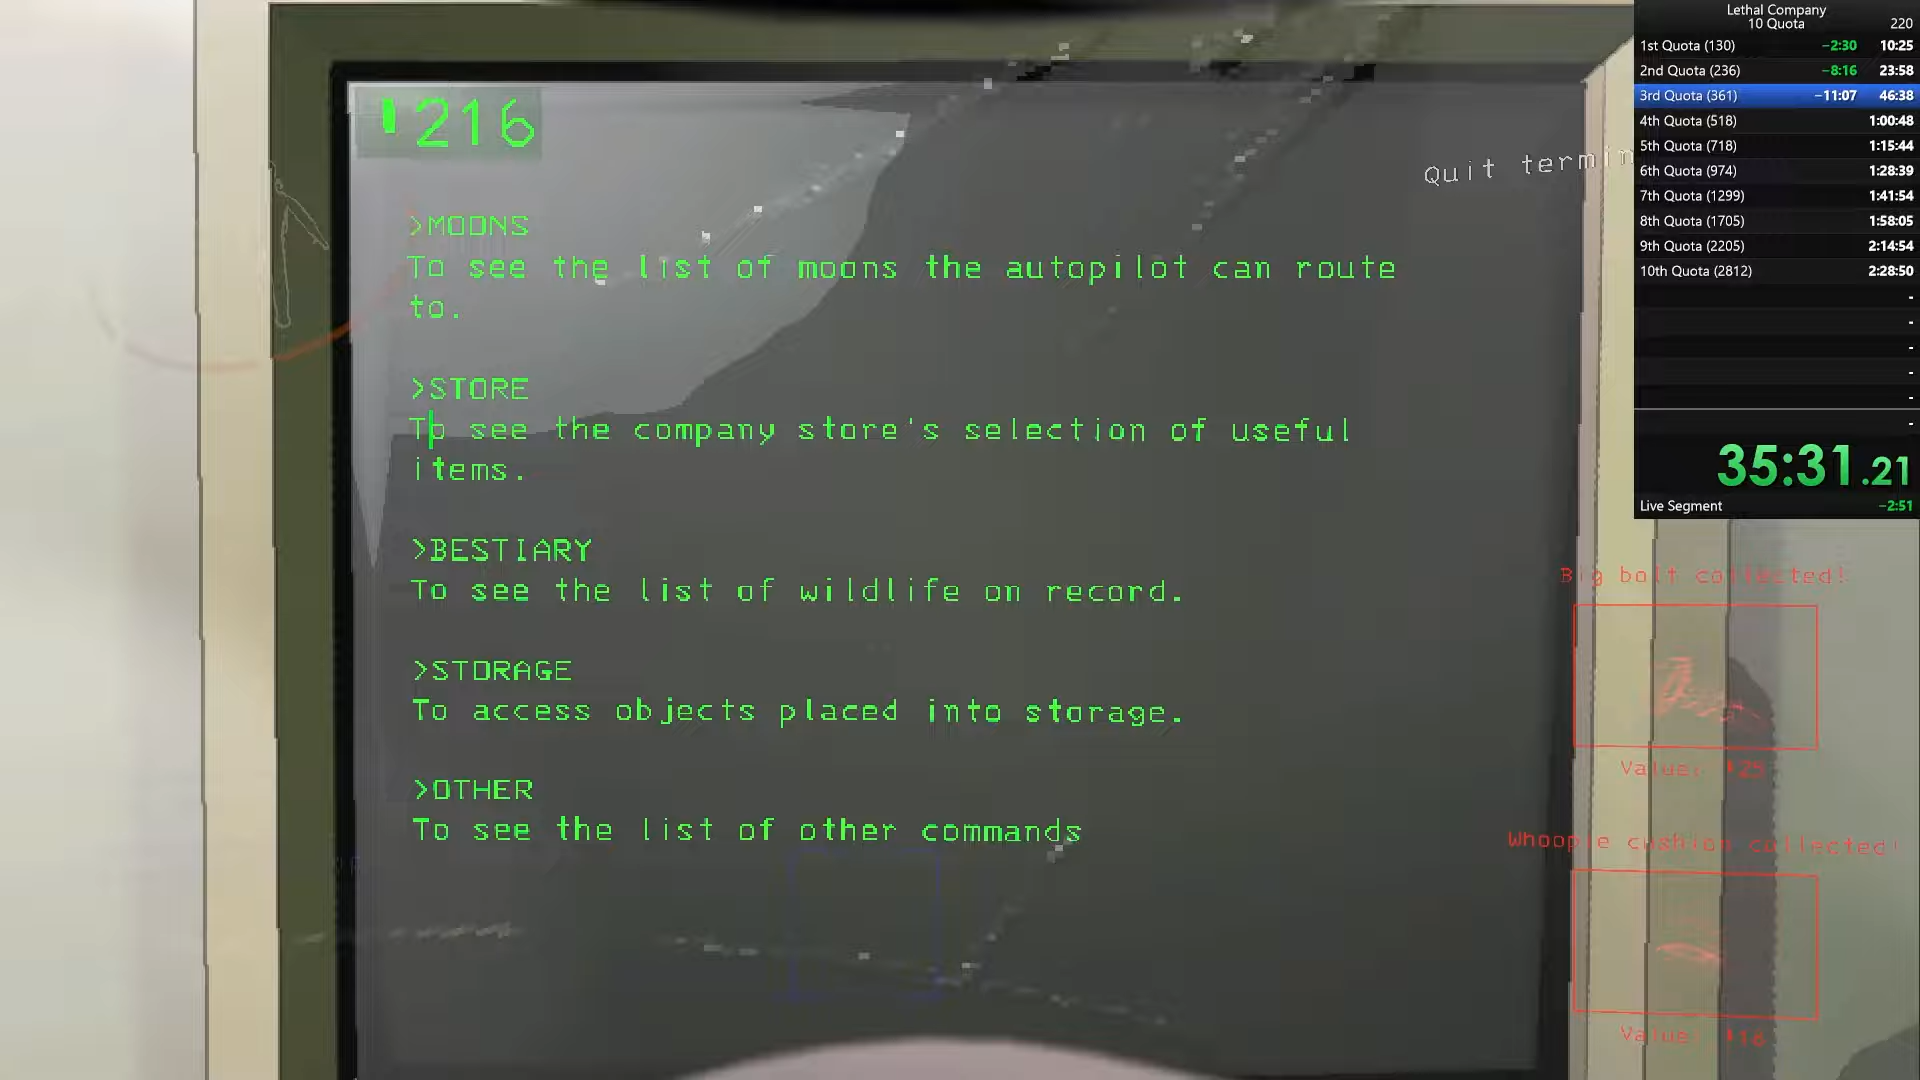 ▮216
>MOONS
To see the list of moons the autopilot can route
to.
>STORE
To see the company store's selection of useful
items.
>BESTIARY
To see the list of wildlife on record.
>STORAGE
To access objects placed into storage.
>OTHER
To see the list of other commands
Quit termin
Lethal Company
10 Quota 220
1st Quota (130) −2:30 10:25
2nd Quota (236) −8:16 23:58
3rd Quota (361) −11:07 46:38
4th Quota (518) 1:00:48
5th Quota (718) 1:15:44
6th Quota (974) 1:28:39
7th Quota (1299) 1:41:54
8th Quota (1705) 1:58:05
9th Quota (2205) 2:14:54
10th Quota (2812) 2:28:50
-
-
-
-
-
-
35:31.21
Live Segment −2:51
Big bolt collected!
Value: ▮25
Whoopie cushion collected!
Value: ▮16